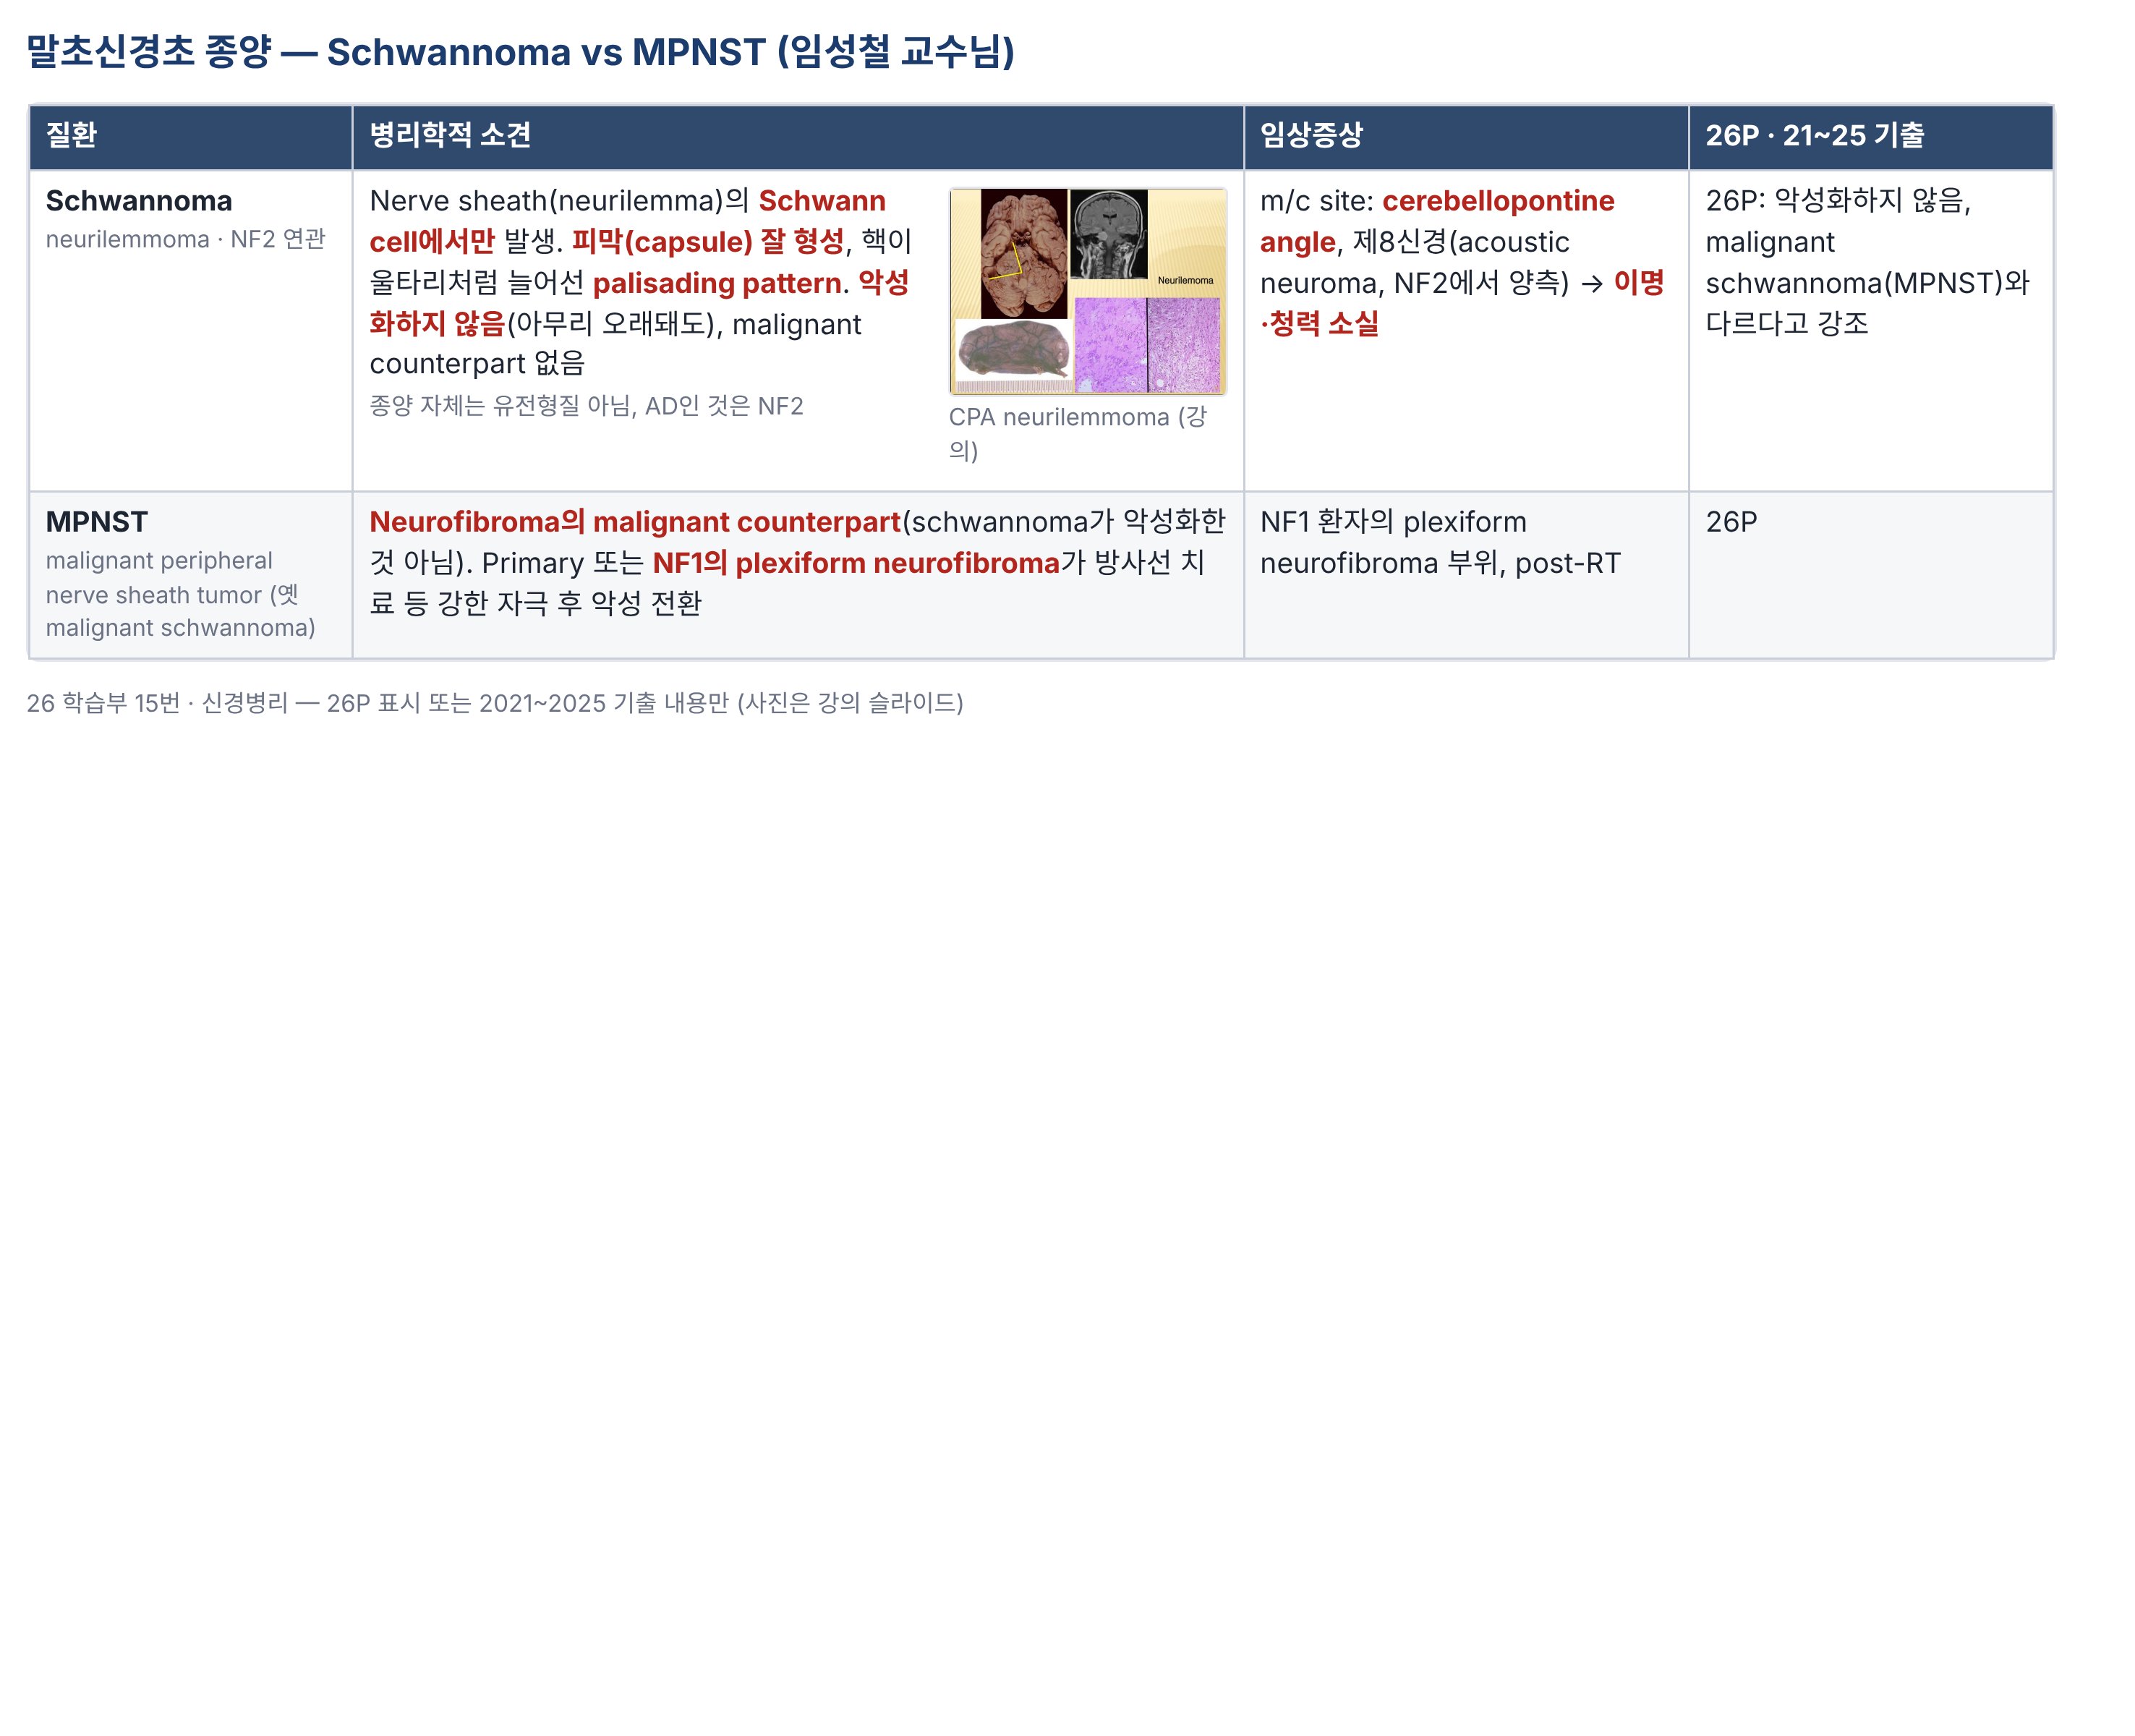 말초신경초 종양 — Schwannoma vs MPNST (임성철 교수님)
질환
병리학적 소견
임상증상
26P · 21~25 기출
Schwannoma
neurilemmoma · NF2 연관
Nerve sheath(neurilemma)의 Schwann
cell에서만 발생. 피막(capsule) 잘 형성, 핵이
울타리처럼 늘어선 palisading pattern. 악성
화하지 않음(아무리 오래돼도), malignant
counterpart 없음
종양 자체는 유전형질 아님, AD인 것은 NF2
Neurilemoma
CPA neurilemmoma (강
의)
m/c site: cerebellopontine
angle, 제8신경(acoustic
neuroma, NF2에서 양측) → 이명
·청력 소실
26P: 악성화하지 않음,
malignant
schwannoma(MPNST)와
다르다고 강조
MPNST
malignant peripheral
nerve sheath tumor (옛
malignant schwannoma)
Neurofibroma의 malignant counterpart(schwannoma가 악성화한
것 아님). Primary 또는 NF1의 plexiform neurofibroma가 방사선 치
료 등 강한 자극 후 악성 전환
NF1 환자의 plexiform
neurofibroma 부위, post-RT
26P
26 학습부 15번 · 신경병리 — 26P 표시 또는 2021~2025 기출 내용만 (사진은 강의 슬라이드)